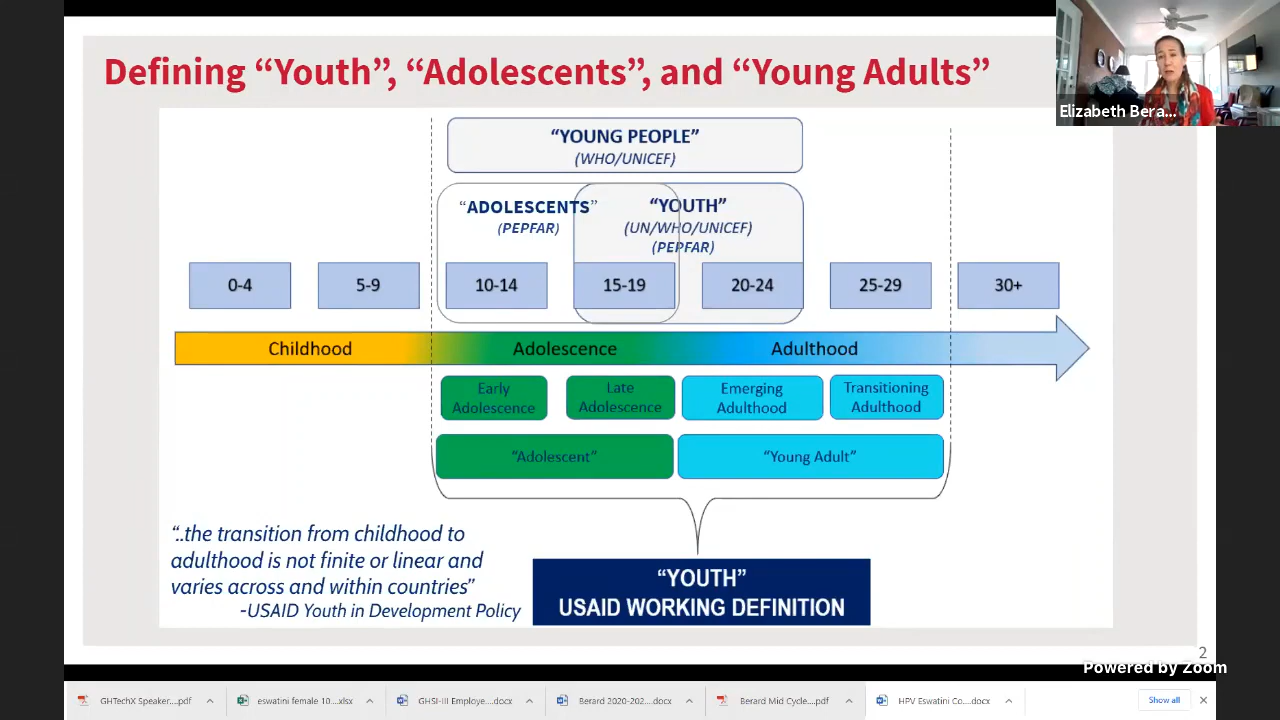 Defining “Youth”, “Adolescents”, and “Young Adults”
Elizabeth Bera...
“YOUNG PEOPLE”
(WHO/UNICEF)
“ADOLESCENTS”
(PEPFAR)
“YOUTH”
(UN/WHO/UNICEF)
(PEPFAR)
0-4
5-9
10-14
15-19
20-24
25-29
30+
Childhood
Adolescence
Adulthood
Early
Adolescence
Late
Adolescence
Emerging
Adulthood
Transitioning
Adulthood
“Adolescent”
“Young Adult”
“..the transition from childhood to
adulthood is not finite or linear and
varies across and within countries”
-USAID Youth in Development Policy
“YOUTH”
USAID WORKING DEFINITION
2
Powered by Zoom
GHTechX Speaker....pdf
eswatini female 10....xlsx
GHSI-III Employ....docx
Berard 2020-202....docx
Berard Mid Cycle....pdf
HPV Eswatini Co....docx
Show all